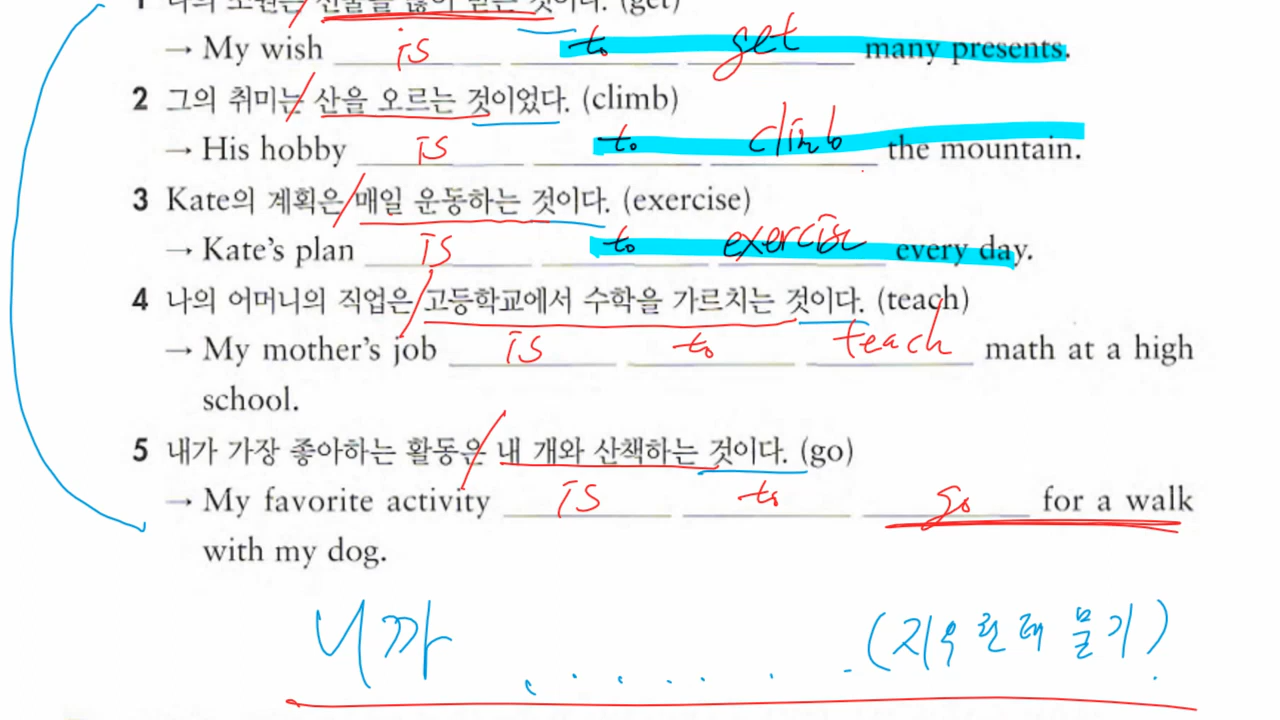 1 나의 소원은 선물을 많이 받는 것이다. (get)
→ My wish is to get many presents.
2 그의 취미는 산을 오르는 것이었다. (climb)
→ His hobby is to climb the mountain.
3 Kate의 계획은 매일 운동하는 것이다. (exercise)
→ Kate's plan is to exercise every day.
4 나의 어머니의 직업은 고등학교에서 수학을 가르치는 것이다. (teach)
→ My mother's job is to teach math at a high
school.
5 내가 가장 좋아하는 활동은 내 개와 산책하는 것이다. (go)
→ My favorite activity is to go for a walk
with my dog.
니까 . . . . . . . (지우한테 묻기)